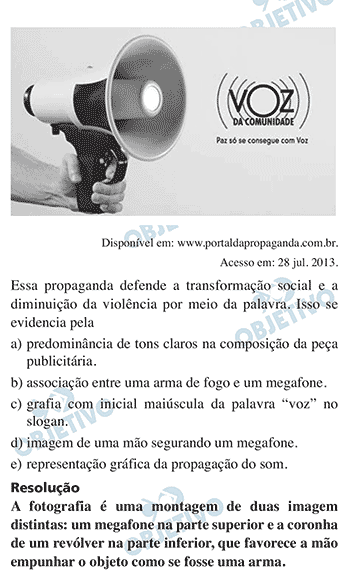 OBJETIVO
VOZ
DA COMUNIDADE
Paz só se consegue com Voz
Disponível em: www.portaldapropaganda.com.br.
Acesso em: 28 jul. 2013.
Essa propaganda defende a transformação social e a
diminuição da violência por meio da palavra. Isso se
evidencia pela
a) predominância de tons claros na composição da peça
publicitária.
b) associação entre uma arma de fogo e um megafone.
c) grafia com inicial maiúscula da palavra “voz” no
slogan.
d) imagem de uma mão segurando um megafone.
e) representação gráfica da propagação do som.
Resolução
A fotografia é uma montagem de duas imagem
distintas: um megafone na parte superior e a coronha
de um revólver na parte inferior, que favorece a mão
empunhar o objeto como se fosse uma arma.
OBJETIVO
OBJETIVO
OBJETIVO
OBJETIVO